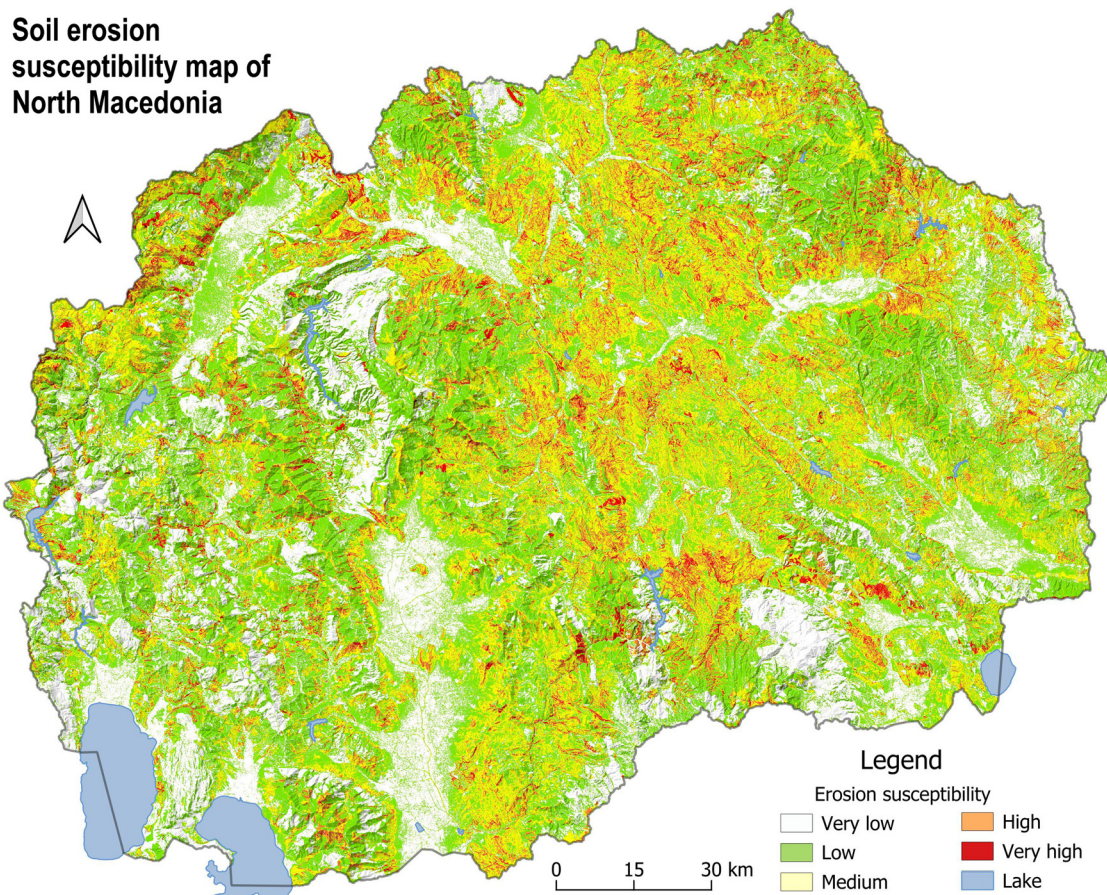 Soil erosion
susceptibility map of
North Macedonia
Legend
Erosion susceptibility
Very low
High
Low
Very high
Medium
Lake
0 15 30 km